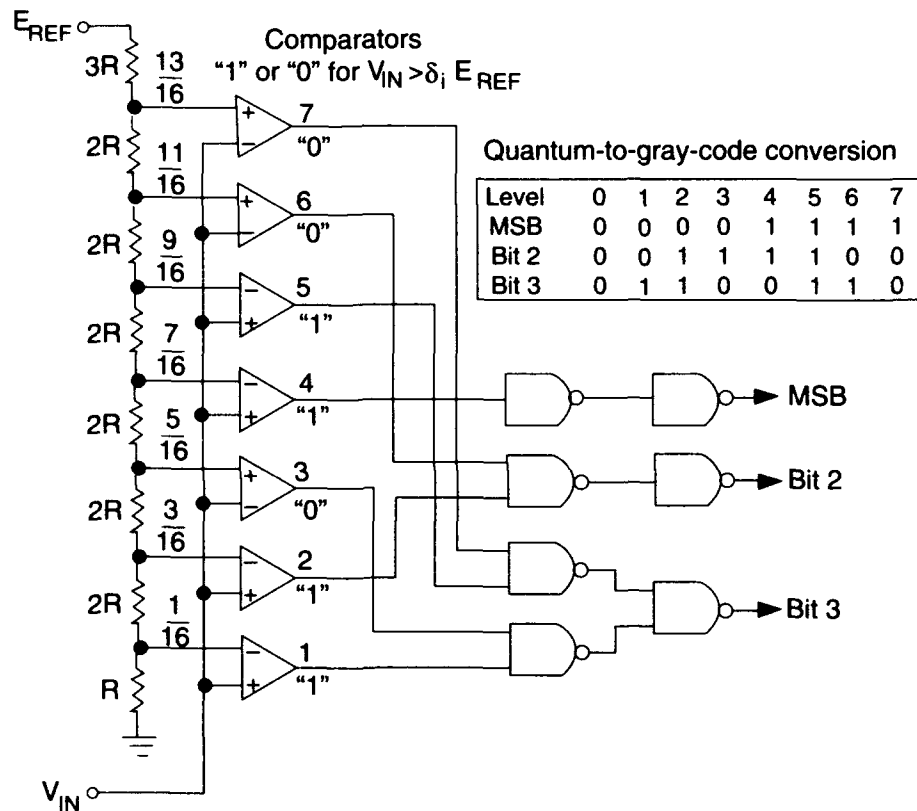 E_REF
Comparators
“1” or “0” for V_IN > δ_i E_REF
3R
13/16
+
−
7
“0”
2R
11/16
+
−
6
“0”
2R
9/16
−
+
5
“1”
2R
7/16
−
+
4
“1”
2R
5/16
+
−
3
“0”
2R
3/16
−
+
2
“1”
2R
1/16
−
+
1
“1”
R
V_IN
Quantum-to-gray-code conversion
Level 0 1 2 3 4 5 6 7
MSB 0 0 0 0 1 1 1 1
Bit 2 0 0 1 1 1 1 0 0
Bit 3 0 1 1 0 0 1 1 0
MSB
Bit 2
Bit 3